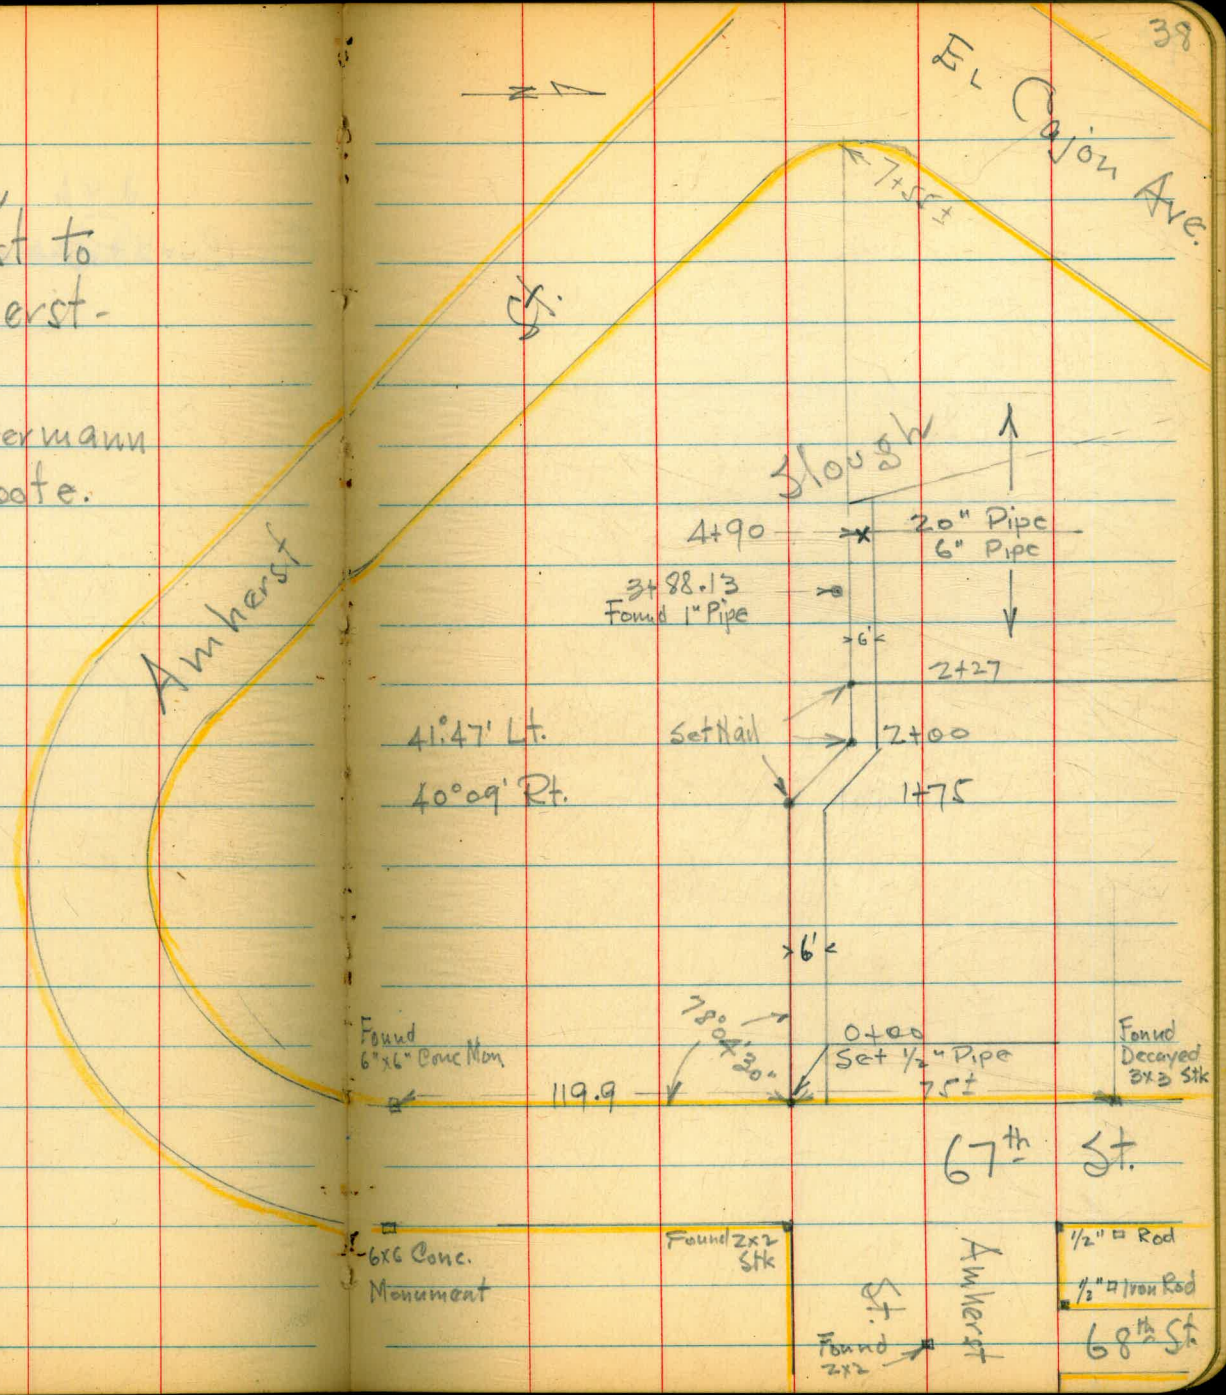 38
El Cajon Ave.
N
7+55±
st to
erst-
St.
ermann
oote.
Slough
4+90
20" Pipe
6" Pipe
3+88.13
Found 1" Pipe
Amherst
6'
2+27
41°47' Lt.
Set Nail
2+00
40°09' Rt.
1+75
6'
78°04'30"
Found
6"x6" Conc Mon
0+00
Set 1/2" Pipe
Found
Decayed
3x3 Stk
119.9
75±
67th St.
6x6 Conc.
Monument
Found 2x2
Stk
1/2" □ Rod
Amherst
St.
1/2" □ Iron Rod
68th St.
Found
2x2